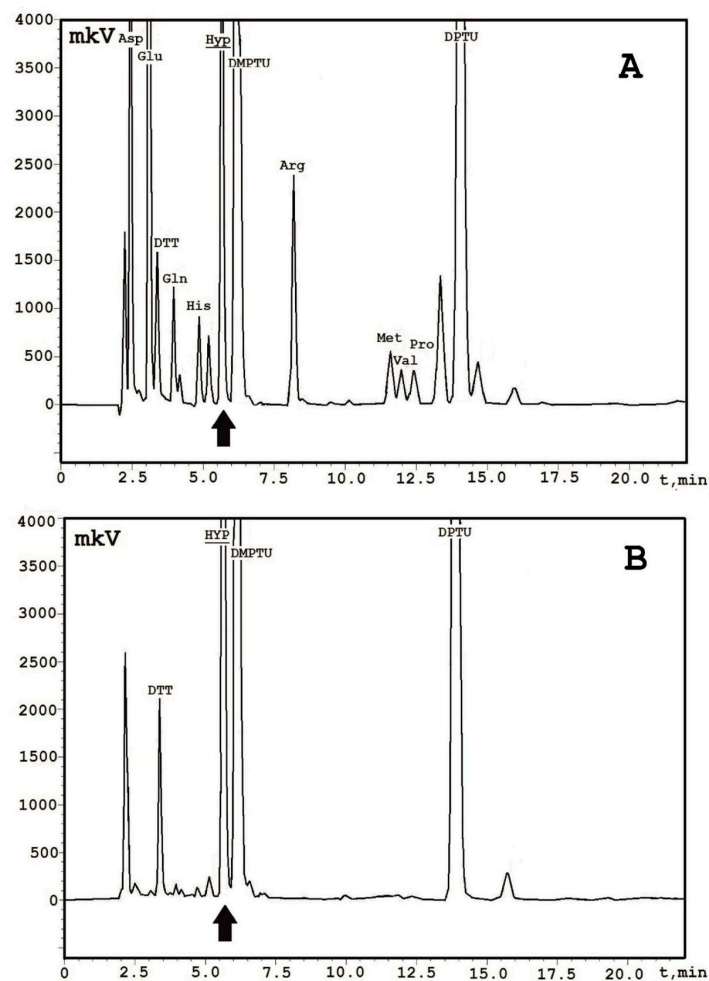 4000
mkV Asp Hyp DPTU
Glu DMPTU A
3500
3000
2500
Arg
2000
1500
DTT
Gln
1000
His
500
Met Val Pro
0
0 2.5 5.0 7.5 10.0 12.5 15.0 17.5 20.0 t,min
4000
mkV HYP DPTU
DMPTU B
3500
3000
2500
DTT
2000
1500
1000
500
0
0 2.5 5.0 7.5 10.0 12.5 15.0 17.5 20.0 t,min